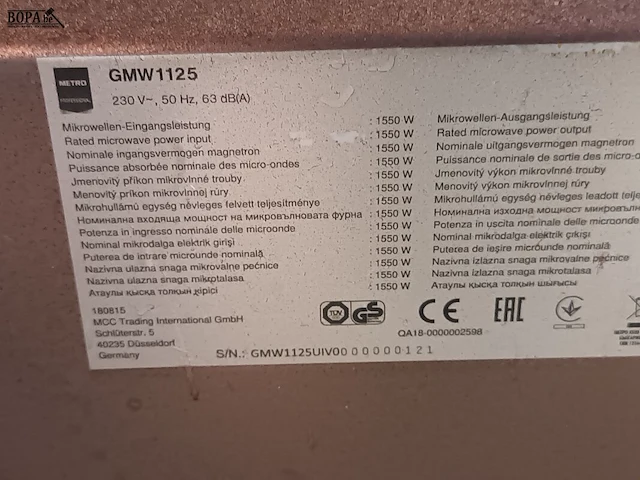 BOPA.be
METRO
PROFESSIONAL
GMW1125
230 V~, 50 Hz, 63 dB(A)
Mikrowellen-Eingangsleistung : 1550 W
Rated microwave power input : 1550 W
Nominale ingangsvermogen magnetron : 1550 W
Puissance absorbée nominale des micro-ondes : 1550 W
Jmenovitý příkon mikrovlnné trouby : 1550 W
Menovitý príkon mikrovlnnej rúry : 1550 W
Mikrohullámú egység névleges felvett teljesítménye : 1550 W
Номинална входяща мощност на микровълновата фурна : 1550 W
Potenza in ingresso nominale delle microonde : 1550 W
Nominal mikrodalga elektrik girişi : 1550 W
Puterea de intrare microunde nominală : 1550 W
Nazivna ulazna snaga mikrovalne pećnice : 1550 W
Nazivna ulazna snaga mikrotalasa : 1550 W
Атаулы қысқа толқын кірісі : 1550 W
Mikrowellen-Ausgangsleistung
Rated microwave power output
Nominale uitgangsvermogen magnetron
Puissance nominale de sortie des micro-o
Jmenovitý výkon mikrovlnné trouby
Menovitý výkon mikrovlnnej rúry
Mikrohullámú egység névleges leadott telje
Номинална изходна мощност на микровълн
Potenza in uscita nominale delle microonde
Nominal mikrodalga elektrik çıkışı
Puterea de ieşire microunde nominală
Nazivna izlazna snaga mikrovalne pećnice
Nazivna izlazna snaga mikrotalasa
Атаулы қысқа толқын шығысы
180815
MCC Trading International GmbH
Schlüterstr. 5
40235 Düsseldorf
Germany
TÜV GS CE EAC
QA18-0000002598
S/N.: GMW1125UIV0000000121